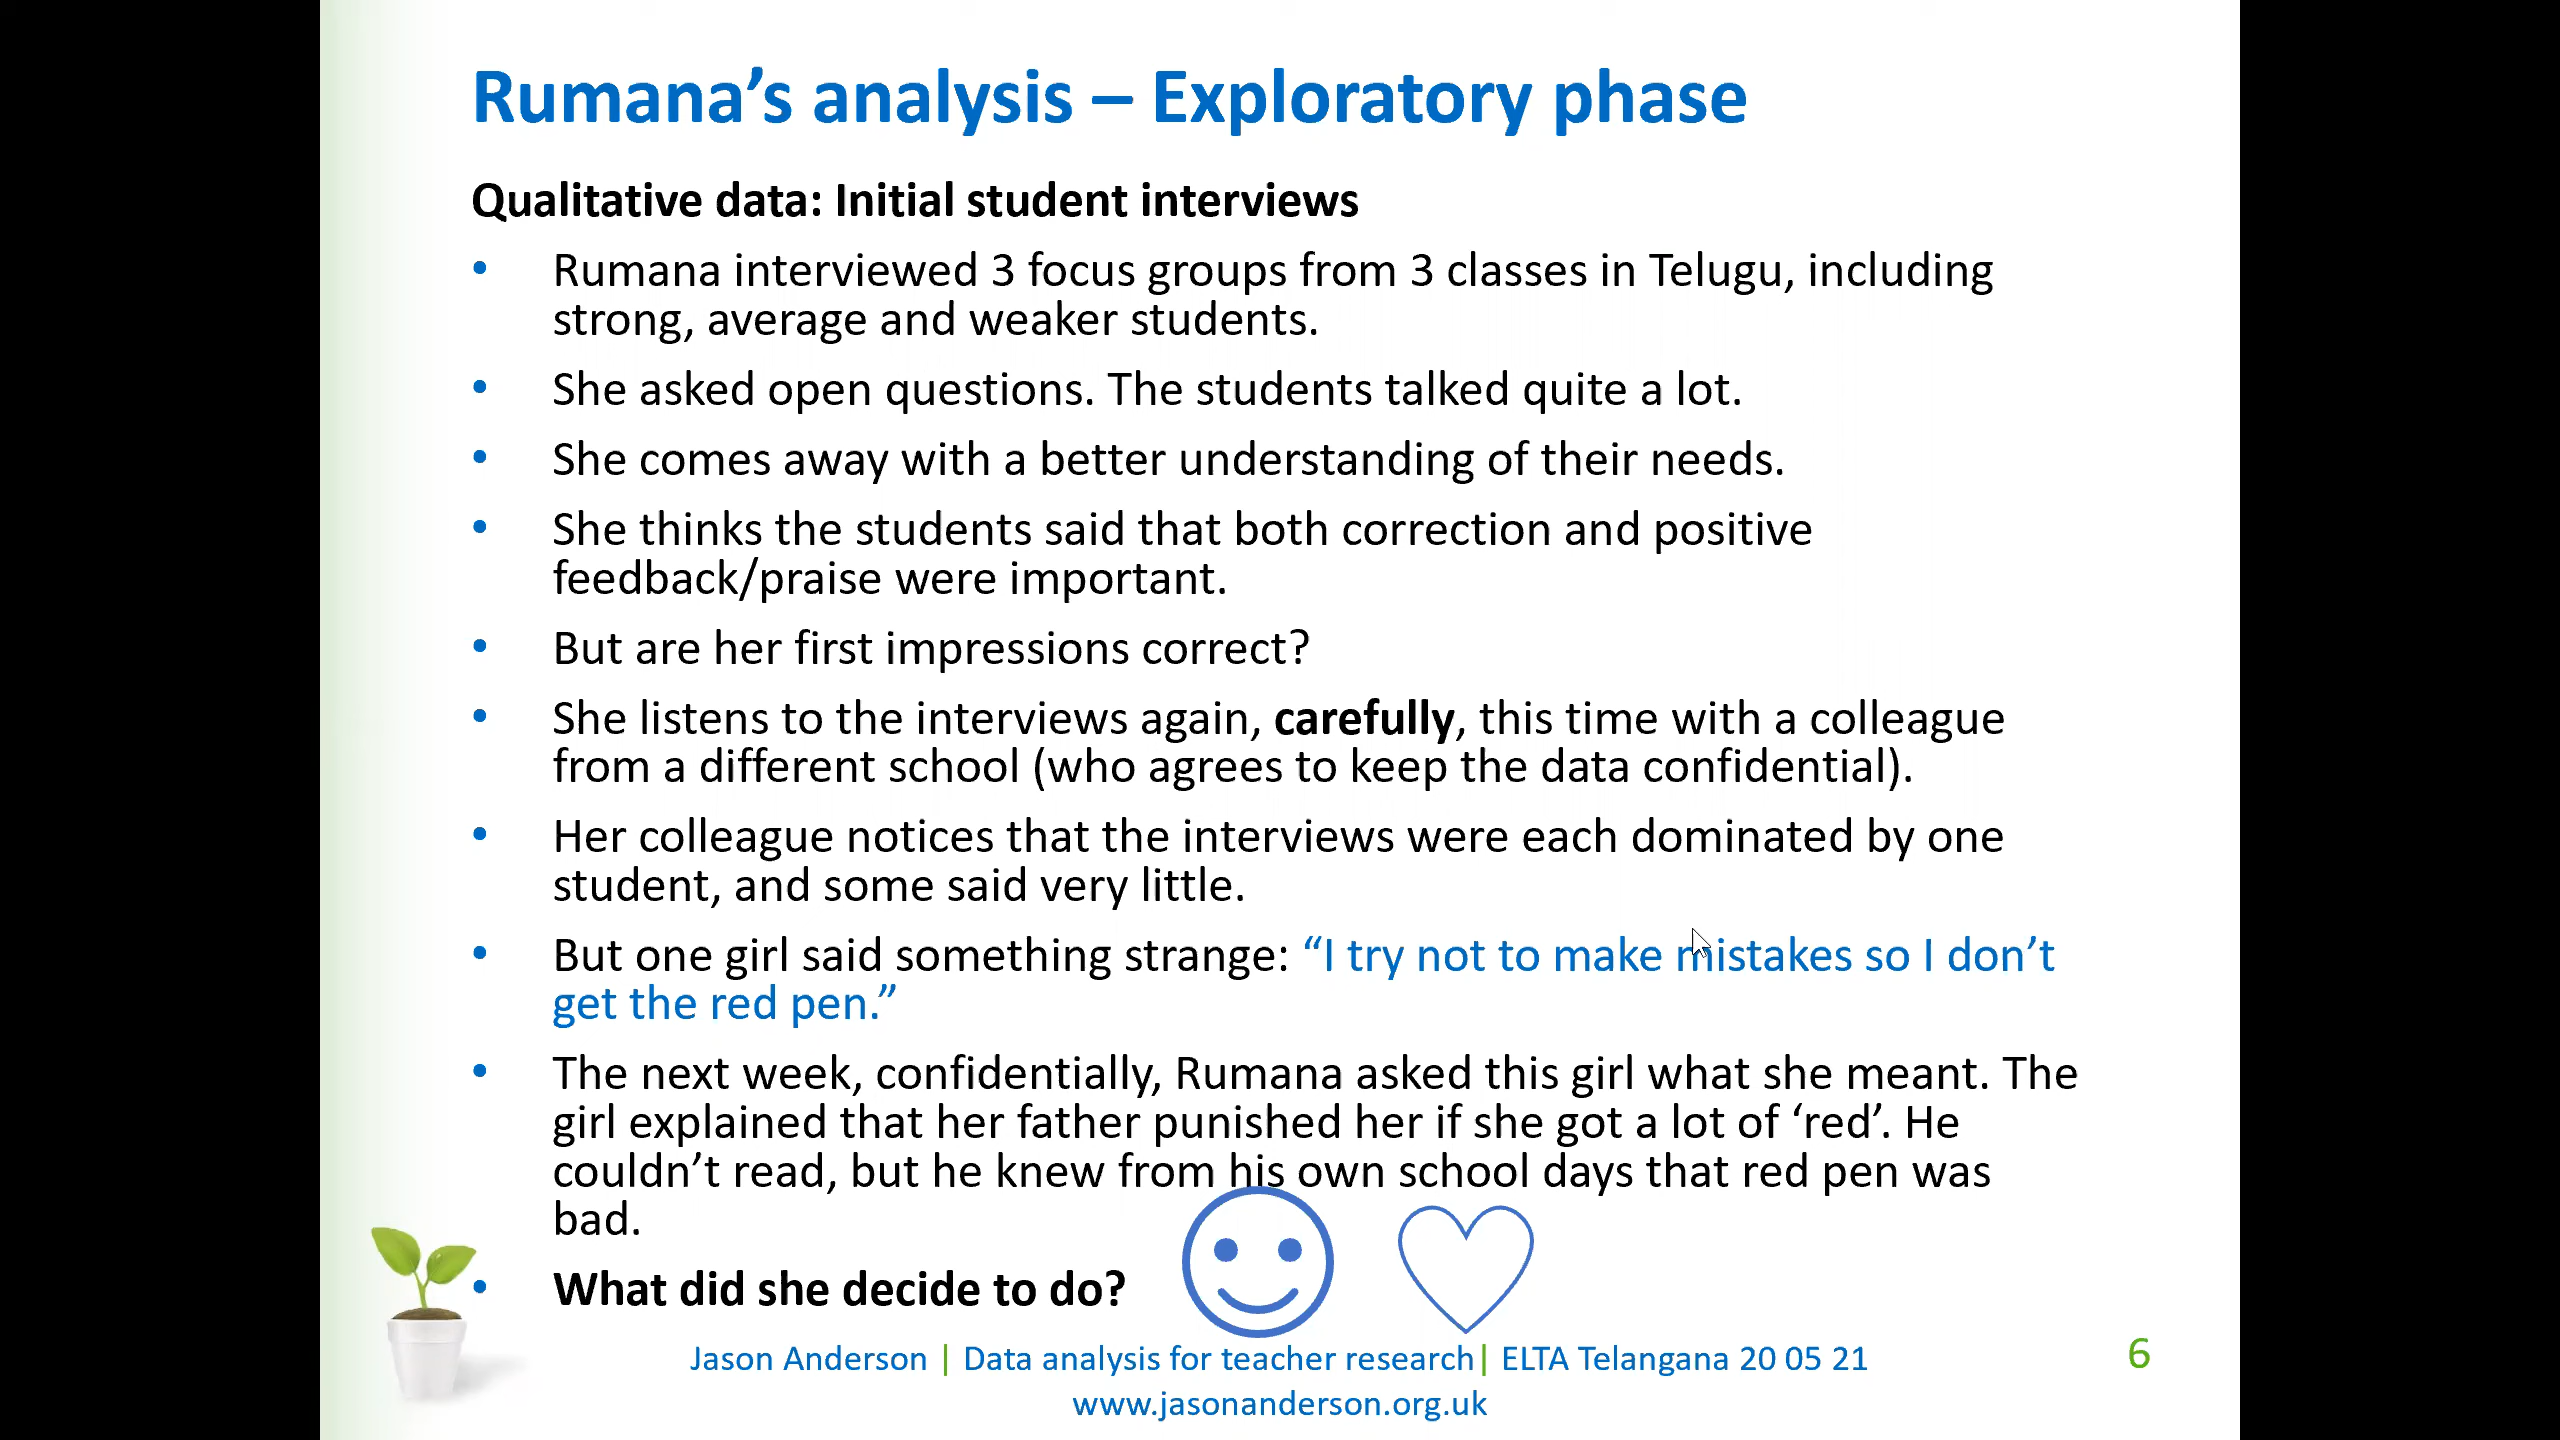 Rumana’s analysis – Exploratory phase
Qualitative data: Initial student interviews
• Rumana interviewed 3 focus groups from 3 classes in Telugu, including
strong, average and weaker students.
• She asked open questions. The students talked quite a lot.
• She comes away with a better understanding of their needs.
• She thinks the students said that both correction and positive
feedback/praise were important.
• But are her first impressions correct?
• She listens to the interviews again, carefully, this time with a colleague
from a different school (who agrees to keep the data confidential).
• Her colleague notices that the interviews were each dominated by one
student, and some said very little.
• But one girl said something strange: “I try not to make mistakes so I don’t
get the red pen.”
• The next week, confidentially, Rumana asked this girl what she meant. The
girl explained that her father punished her if she got a lot of ‘red’. He
couldn’t read, but he knew from his own school days that red pen was
bad.
• What did she decide to do?
Jason Anderson | Data analysis for teacher research| ELTA Telangana 20 05 21
www.jasonanderson.org.uk
6